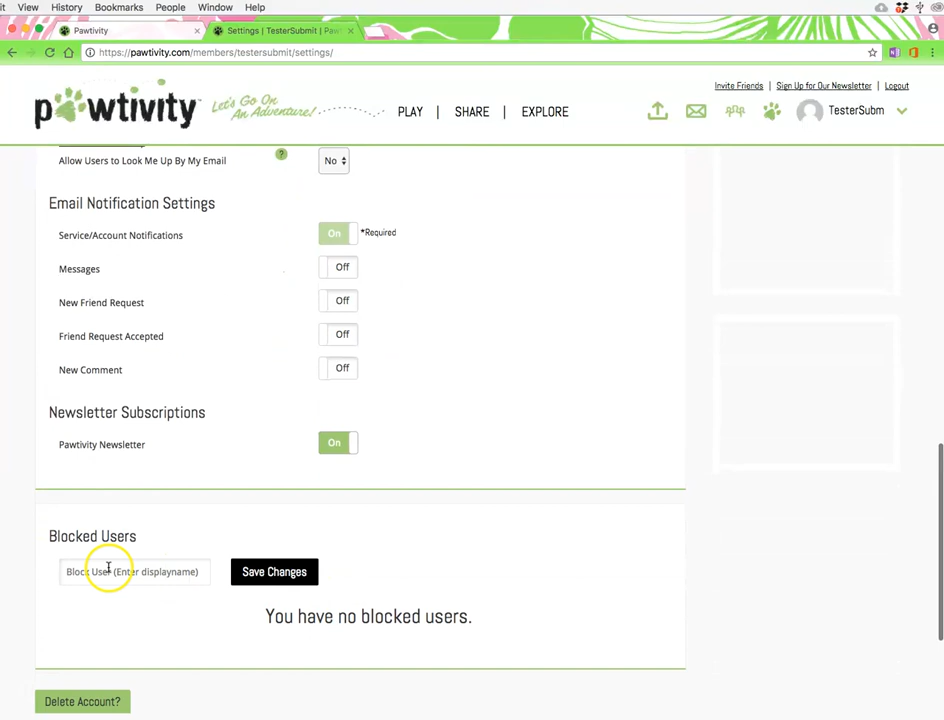 it View History Bookmarks People Window Help
Pawtivity × Settings | TesterSubmit | Paw ×
https://pawtivity.com/members/testersubmit/settings/
Invite Friends | Sign Up for Our Newsletter | Logout
pawtivity™ Let's Go On An Adventure! PLAY | SHARE | EXPLORE TesterSubm
Allow Users to Look Me Up By My Email ? No
Email Notification Settings
Service/Account Notifications On *Required
Messages Off
New Friend Request Off
Friend Request Accepted Off
New Comment Off
Newsletter Subscriptions
Pawtivity Newsletter On
Blocked Users
Block User (Enter displayname) Save Changes
You have no blocked users.
Delete Account?